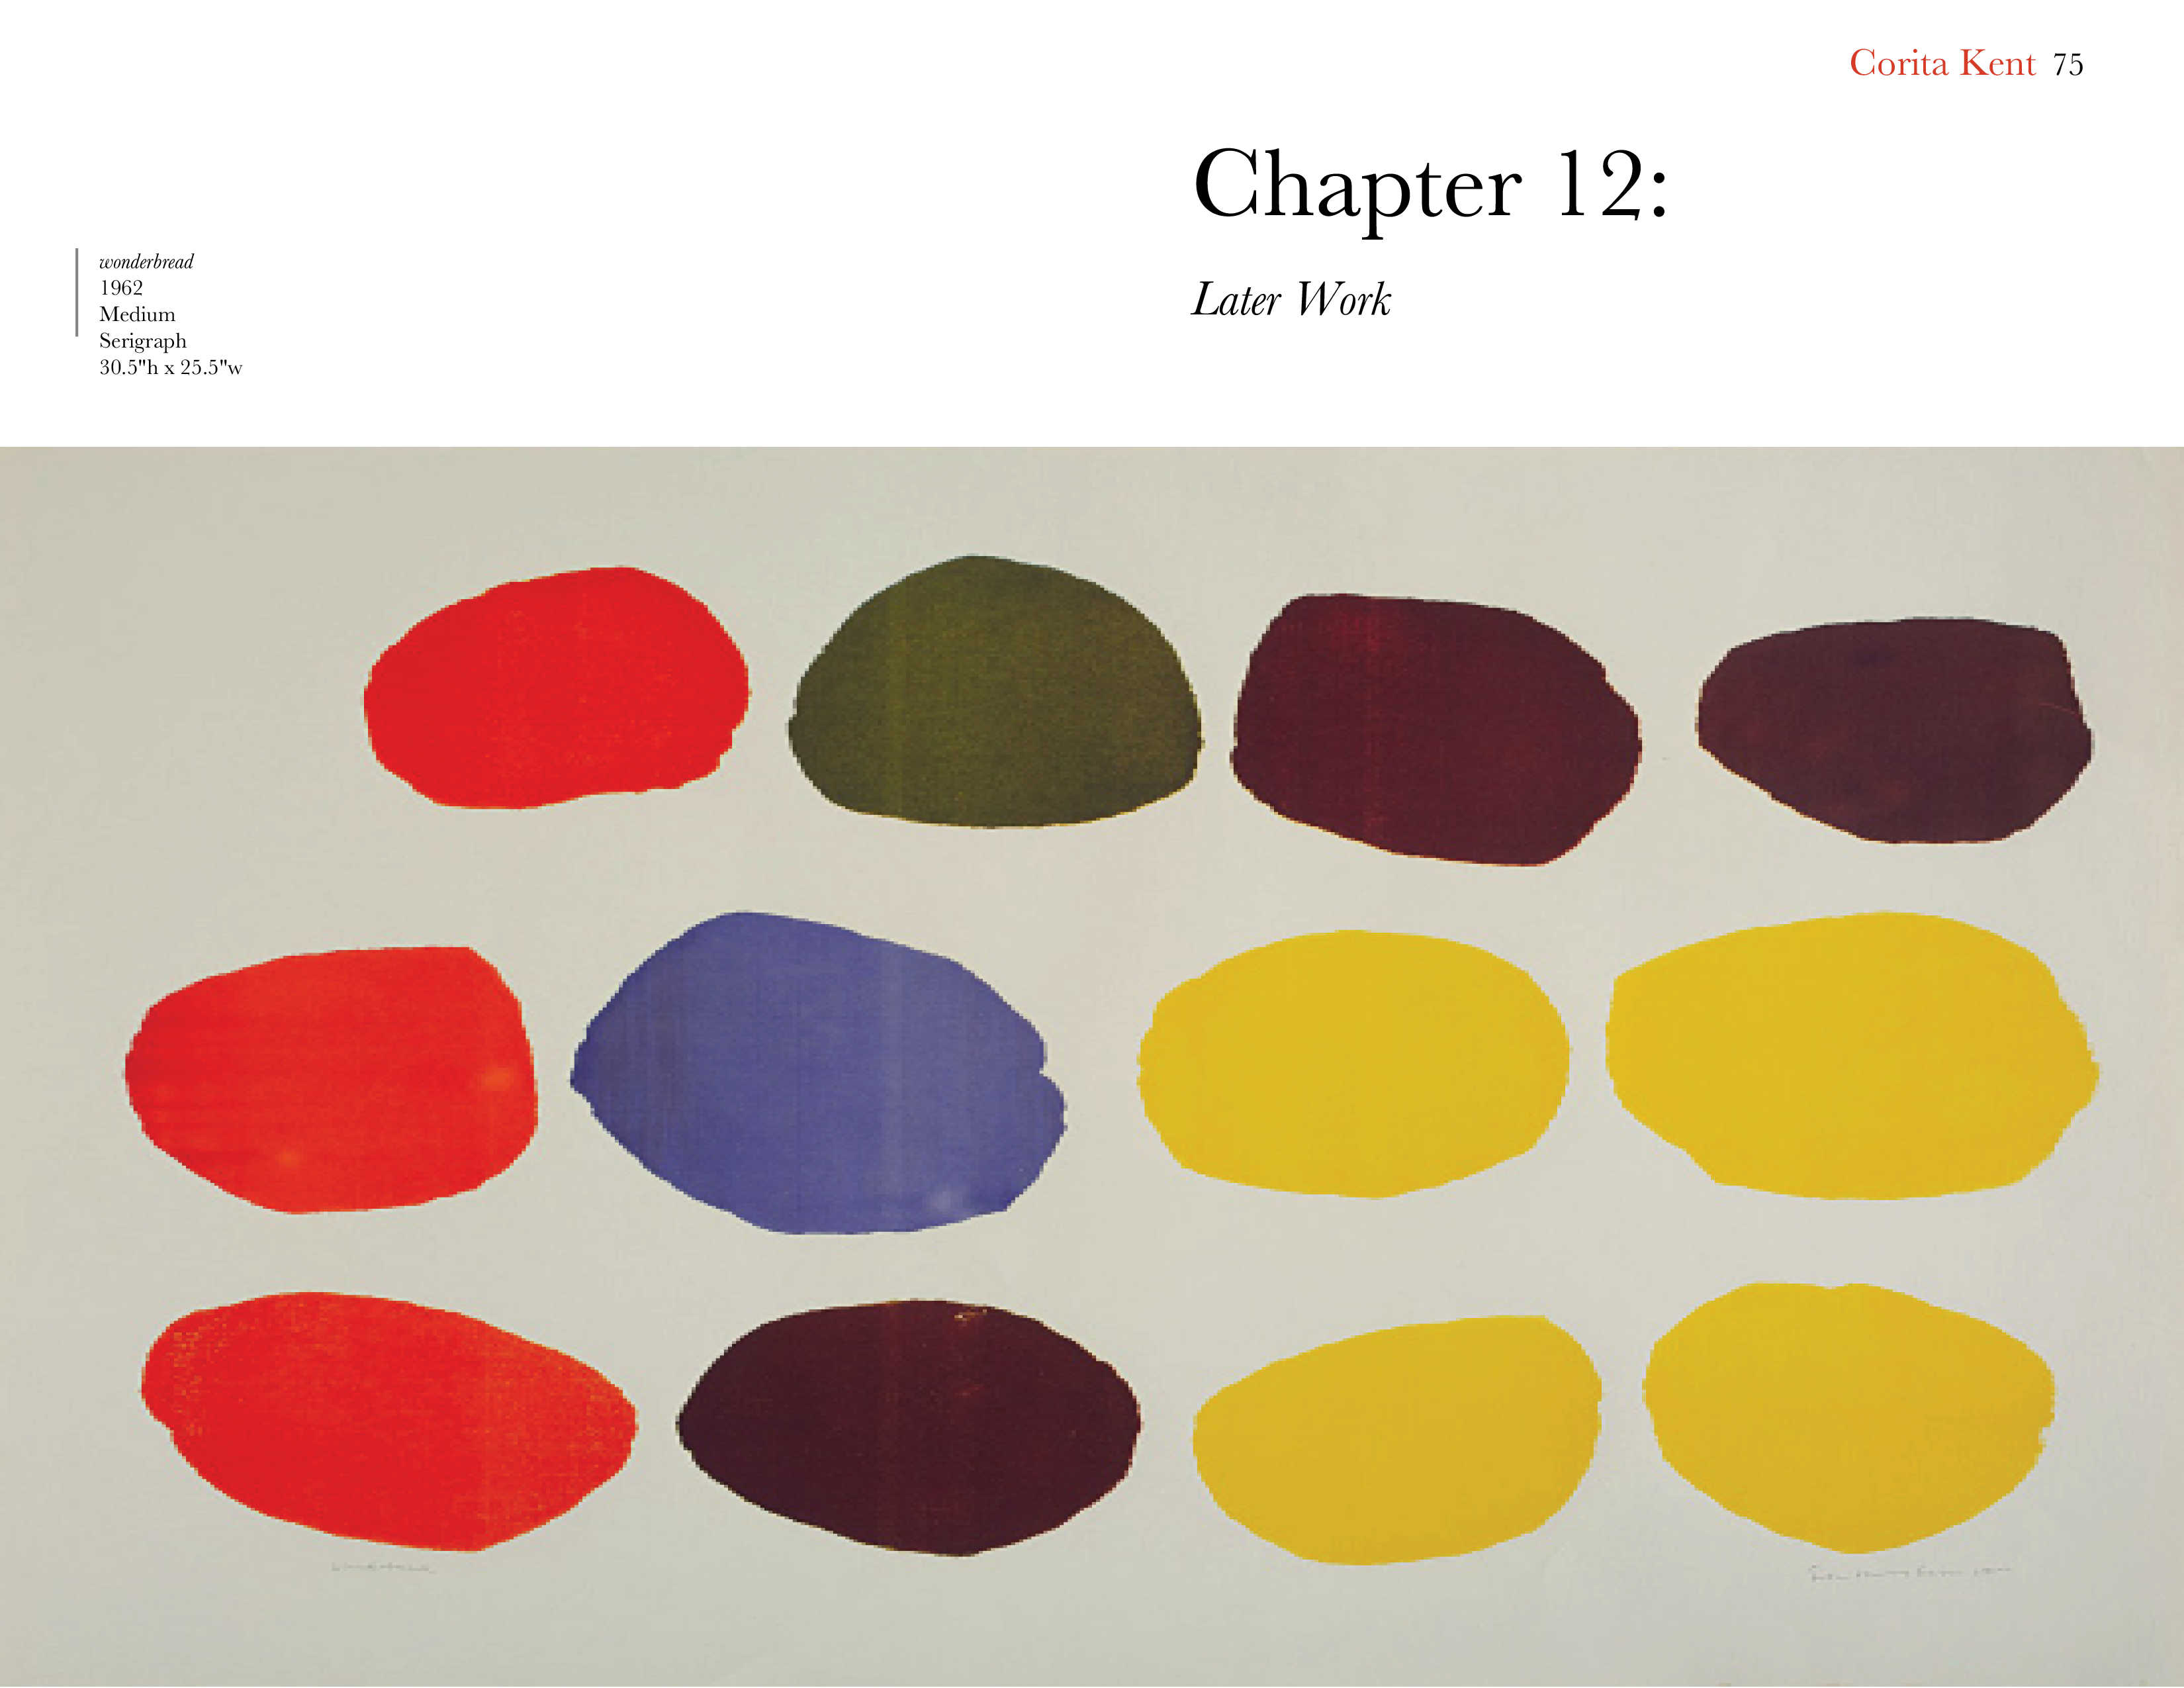 Corita Kent 75
Chapter 12:
Later Work
wonderbread
1962
Medium
Serigraph
30.5"h x 25.5"w